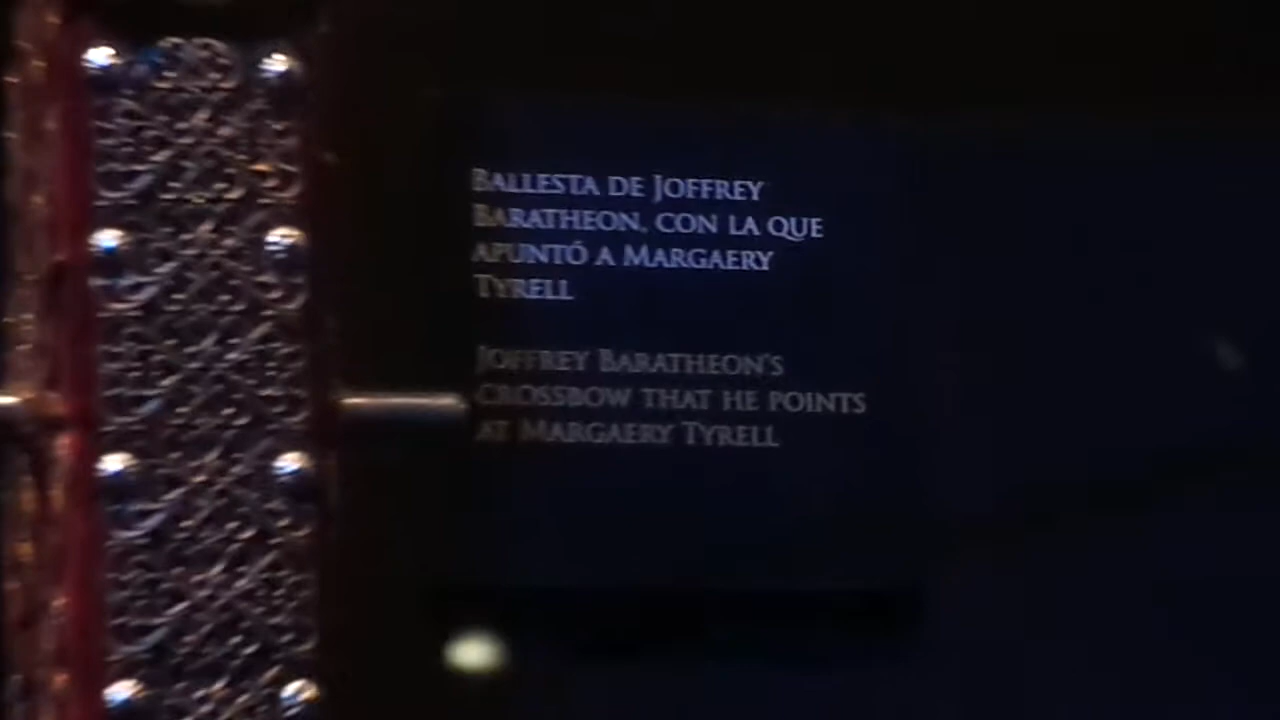 Ballesta de Joffrey
Baratheon, con la que
apuntó a Margaery
Tyrell
Joffrey Baratheon's
crossbow that he points
at Margaery Tyrell